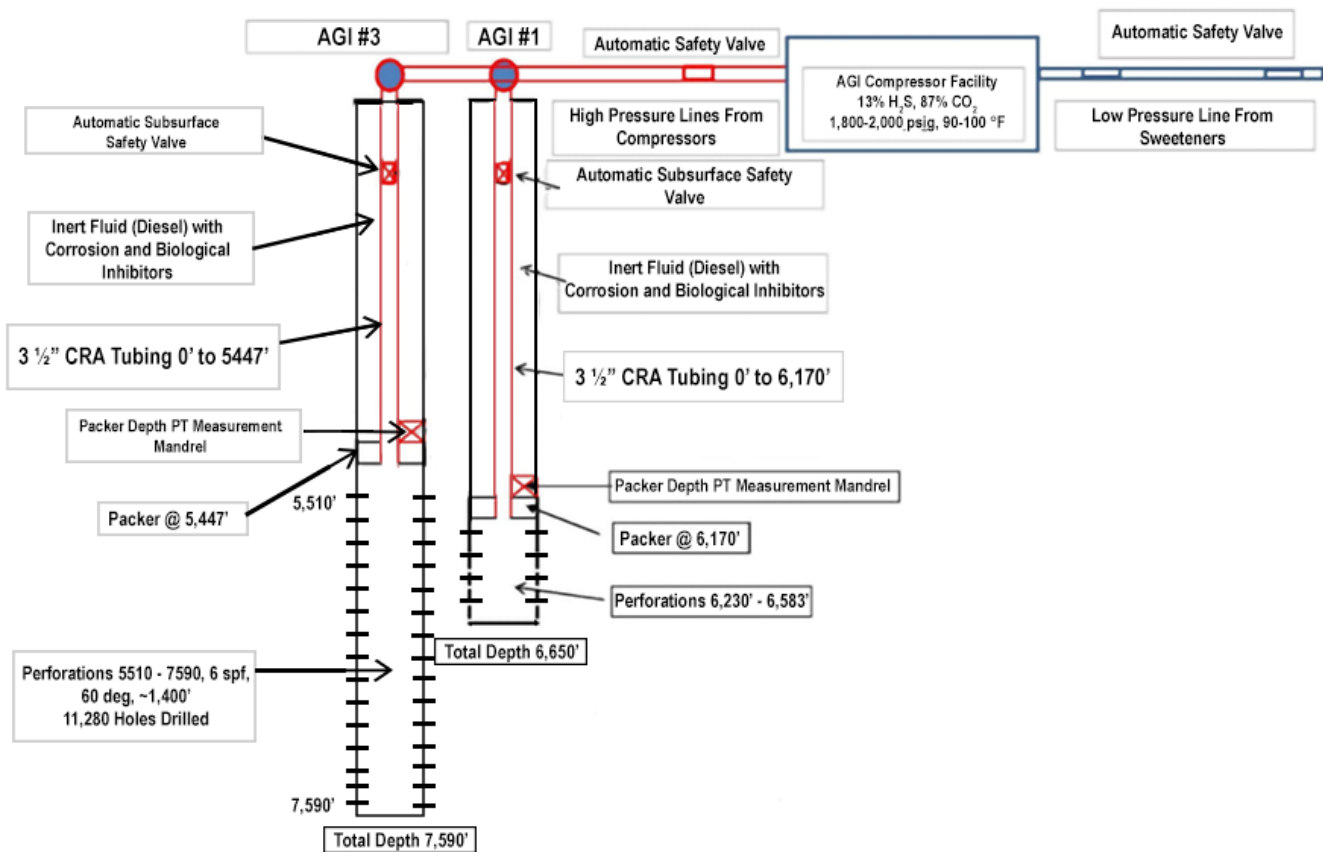 AGI #3
AGI #1
Automatic Safety Valve
Automatic Safety Valve
AGI Compressor Facility
13% H₂S, 87% CO₂
1,800-2,000 psig, 90-100 °F
High Pressure Lines From
Compressors
Low Pressure Line From
Sweeteners
Automatic Subsurface
Safety Valve
Automatic Subsurface Safety
Valve
Inert Fluid (Diesel) with
Corrosion and Biological
Inhibitors
Inert Fluid (Diesel) with
Corrosion and Biological Inhibitors
3 ½” CRA Tubing 0’ to 5447’
3 ½” CRA Tubing 0’ to 6,170’
Packer Depth PT Measurement
Mandrel
Packer Depth PT Measurement Mandrel
5,510’
Packer @ 5,447’
Packer @ 6,170’
Perforations 6,230’ - 6,583’
Total Depth 6,650’
Perforations 5510 - 7590, 6 spf,
60 deg, ~1,400’
11,280 Holes Drilled
7,590’
Total Depth 7,590’